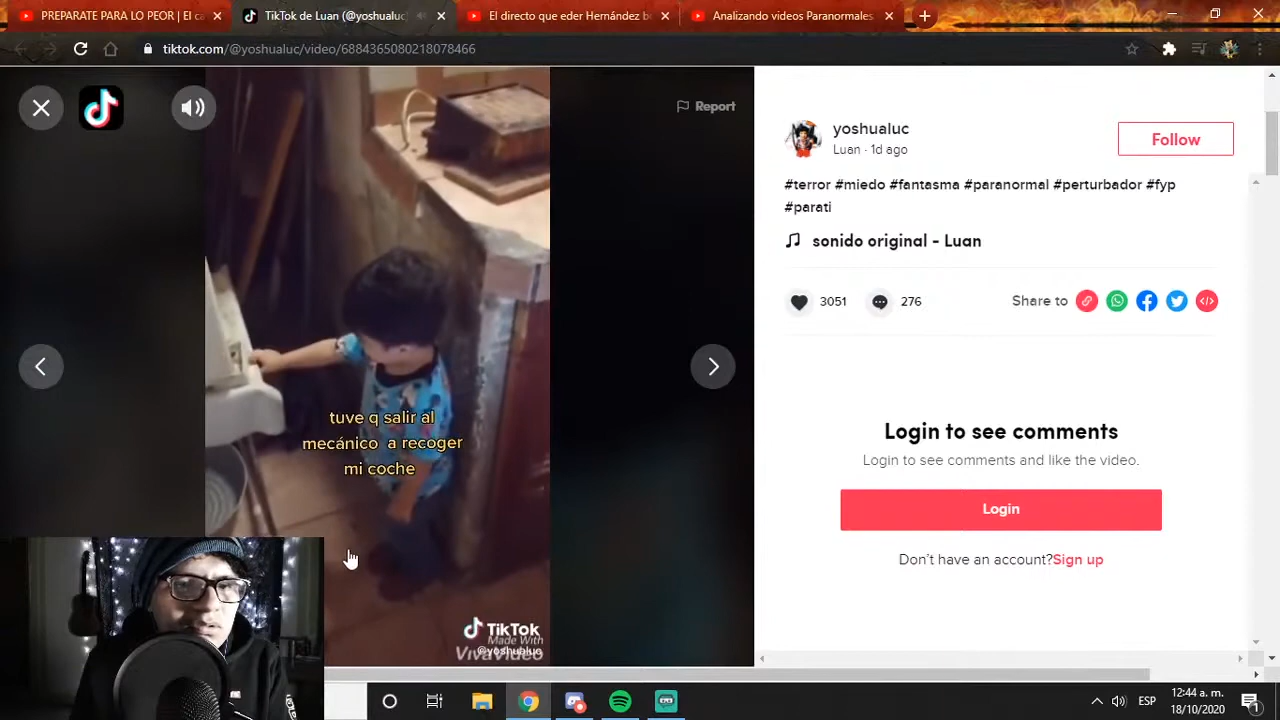 PREPARATE PARA LO PEOR | El ca
TikTok de Luan (@yoshualuc)
El directo que eder Hernández b
Analizando videos Paranormales
tiktok.com/@yoshualuc/video/6884365080218078466
Report
yoshualuc
Luan · 1d ago
Follow
#terror #miedo #fantasma #paranormal #perturbador #fyp
#parati
sonido original - Luan
3051
276
Share to
tuve q salir al
mecánico a recoger
mi coche
Login to see comments
Login to see comments and like the video.
Login
Don't have an account?Sign up
TikTok
Made With
VivaVideo
@yoshualuc
ESP
12:44 a. m.
18/10/2020